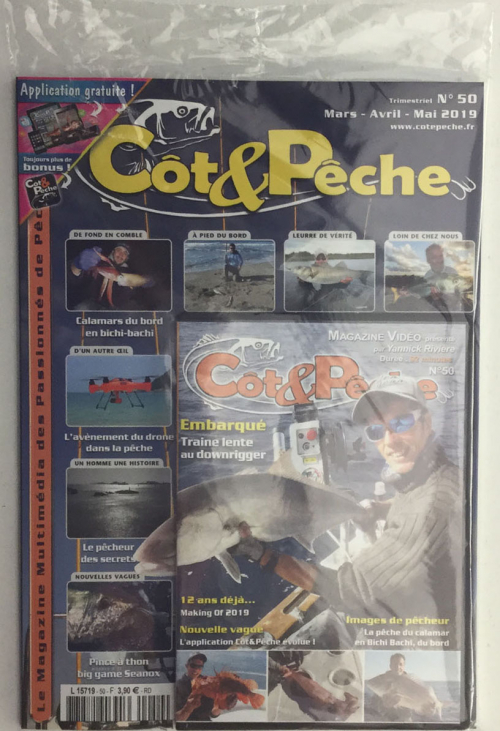 Application gratuite !
Toujours plus de
bonus !
Côt&Pêche
Trimestriel N° 50
Mars - Avril - Mai 2019
www.cotepeche.fr
Côt&Pêche
Le Magazine Multimédia des Passionnés de Pêc
DE FOND EN COMBLE
À PIED DU BORD
LEURRE DE VÉRITÉ
LOIN DE CHEZ NOUS
Calamars du bord
en bichi-bachi
D'UN AUTRE ŒIL
L'avènement du drone
dans la pêche
UN HOMME UNE HISTOIRE
Le pêcheur
des secrets
NOUVELLES VAGUES
Pince à thon
big game Seanox
L 15719 - 50 - F: 3,90 € - RD
MAGAZINE VIDÉO présenté
par Yannick Rivière
Durée
N°50
Côt&Pêche
Embarqué
Traîne lente
au downrigger
12 ans déjà...
Making Of 2019
Nouvelle vague
L'application Côt&Pêche évolue !
Images de pêcheur
La pêche du calamar
en Bichi Bachi, du bord